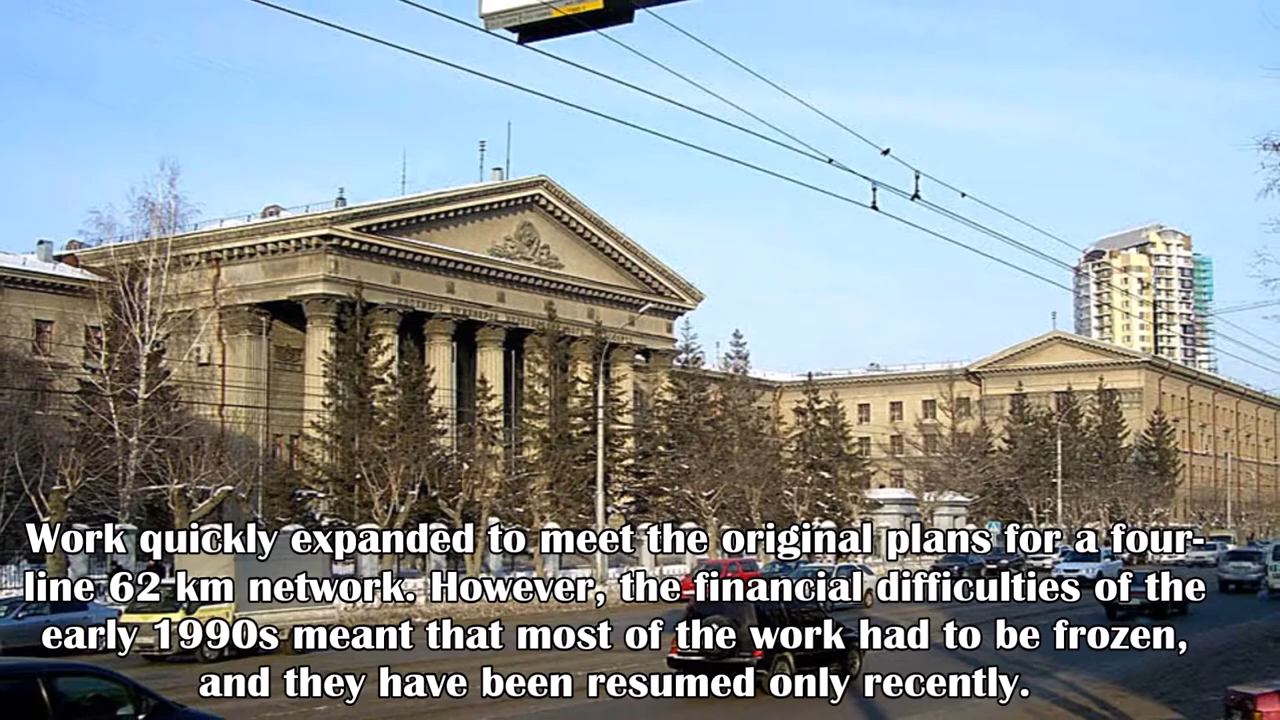 Work quickly expanded to meet the original plans for a four-
line 62 km network. However, the financial difficulties of the
early 1990s meant that most of the work had to be frozen,
and they have been resumed only recently.